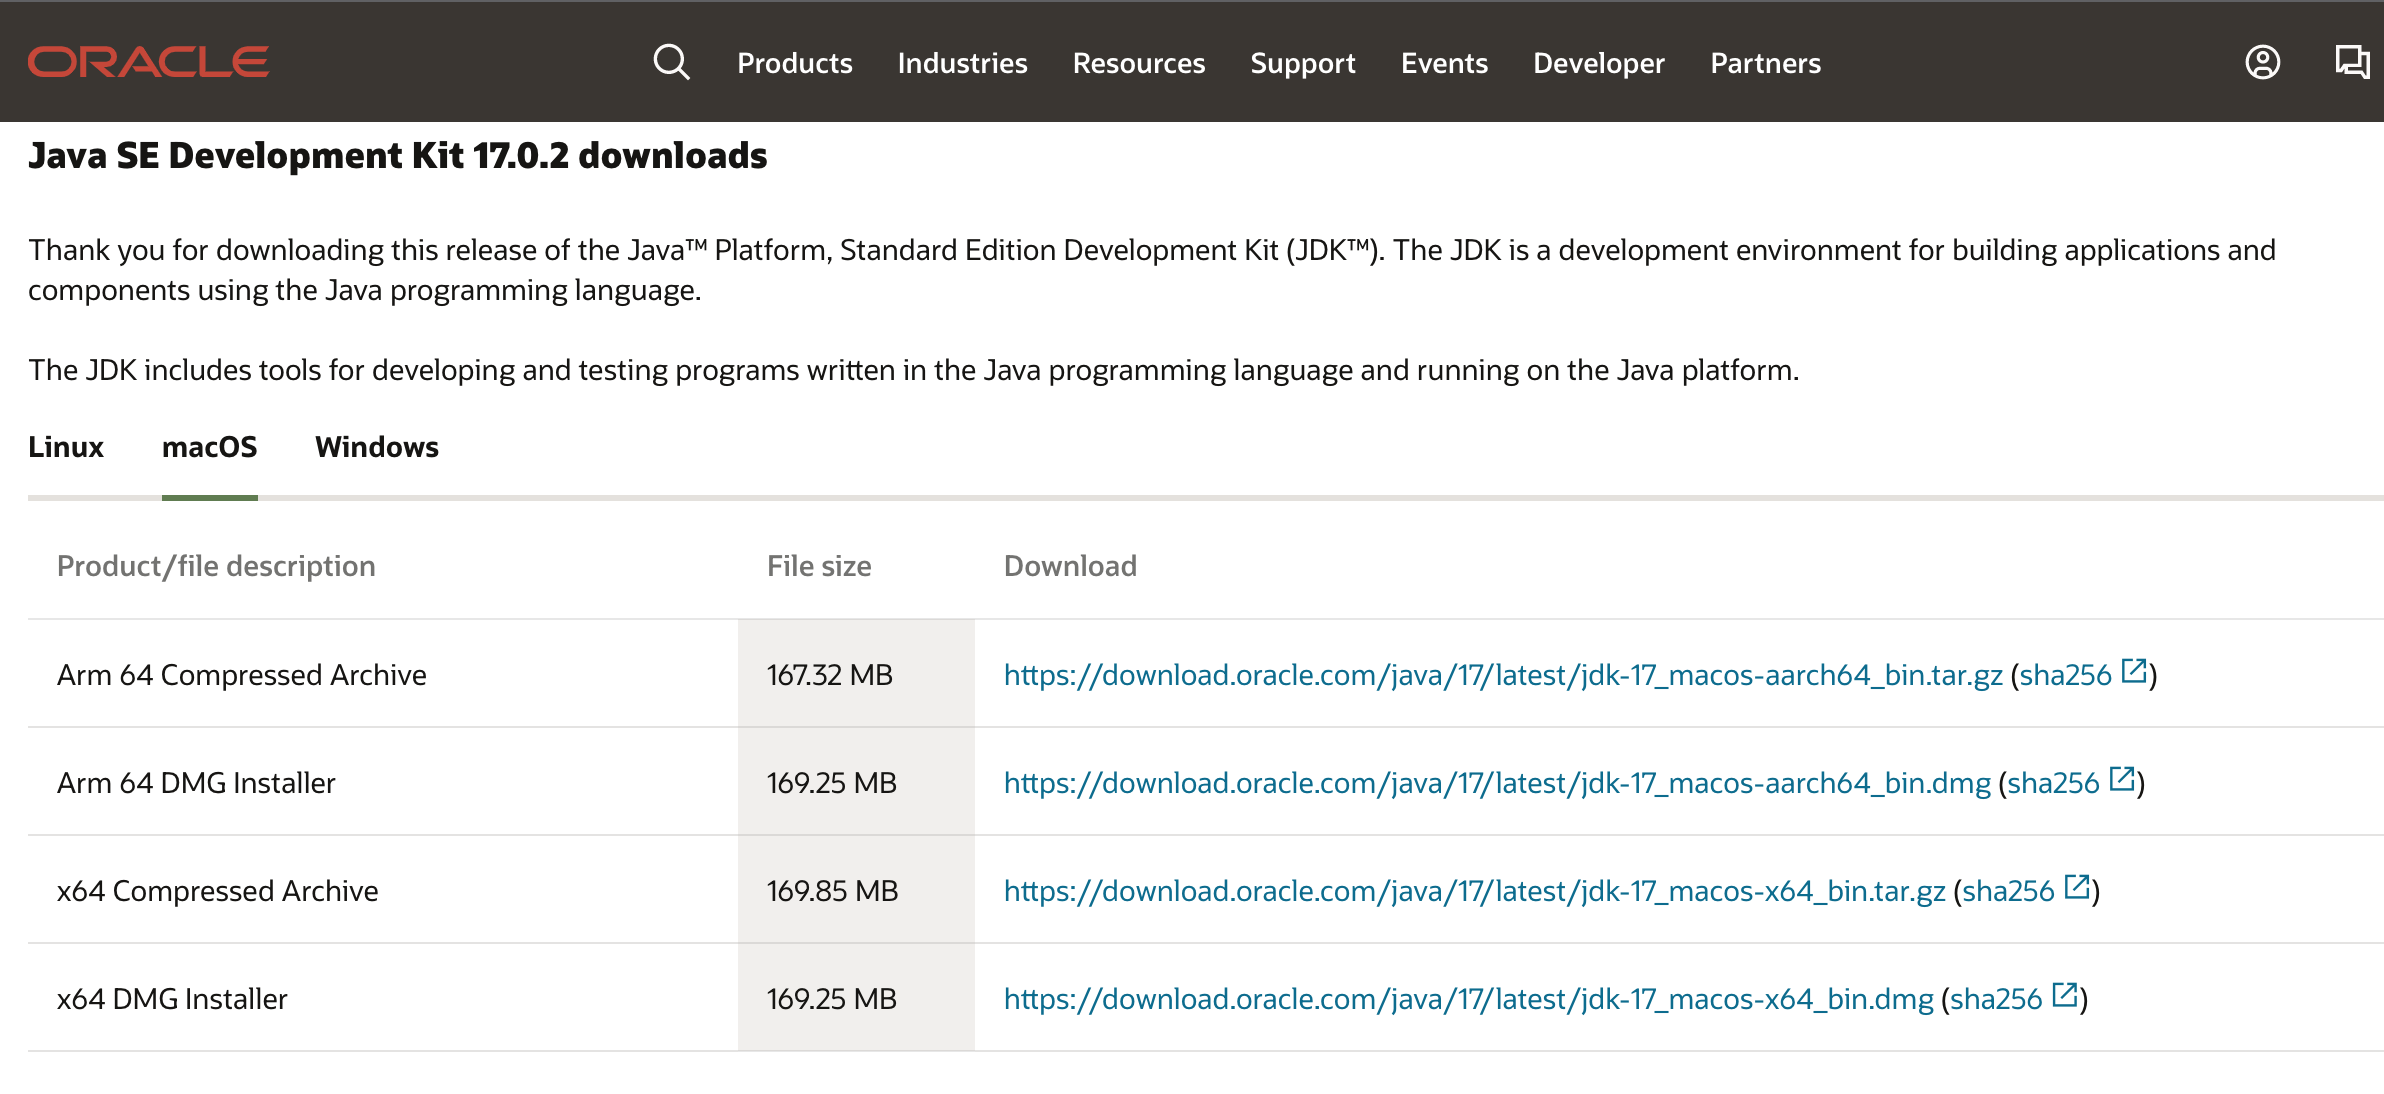 ORACLE
Products Industries Resources Support Events Developer Partners
Java SE Development Kit 17.0.2 downloads
Thank you for downloading this release of the Java™ Platform, Standard Edition Development Kit (JDK™). The JDK is a development environment for building applications and
components using the Java programming language.
The JDK includes tools for developing and testing programs written in the Java programming language and running on the Java platform.
Linux macOS Windows
Product/file description File size Download
Arm 64 Compressed Archive 167.32 MB https://download.oracle.com/java/17/latest/jdk-17_macos-aarch64_bin.tar.gz (sha256)
Arm 64 DMG Installer 169.25 MB https://download.oracle.com/java/17/latest/jdk-17_macos-aarch64_bin.dmg (sha256)
x64 Compressed Archive 169.85 MB https://download.oracle.com/java/17/latest/jdk-17_macos-x64_bin.tar.gz (sha256)
x64 DMG Installer 169.25 MB https://download.oracle.com/java/17/latest/jdk-17_macos-x64_bin.dmg (sha256)